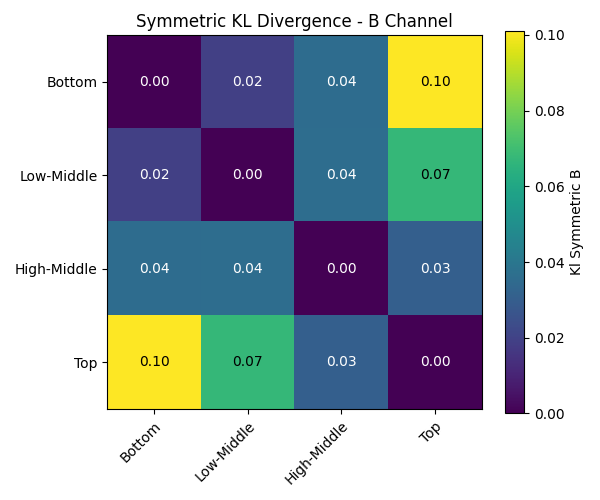 Symmetric KL Divergence - B Channel
Bottom 0.00 0.02 0.04 0.10
Low-Middle 0.02 0.00 0.04 0.07
High-Middle 0.04 0.04 0.00 0.03
Top 0.10 0.07 0.03 0.00
Bottom Low-Middle High-Middle Top
0.10
0.08
0.06
0.04
0.02
0.00
Kl Symmetric B